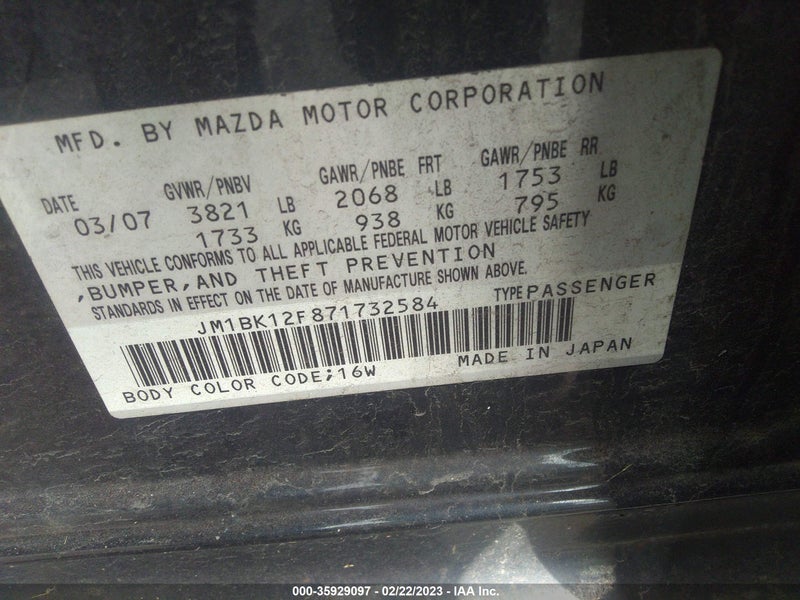 MFD. BY MAZDA MOTOR CORPORATION
DATE GVWR/PNBV GAWR/PNBE FRT GAWR/PNBE RR
03/07 3821 LB 2068 LB 1753 LB
1733 KG 938 KG 795 KG
THIS VEHICLE CONFORMS TO ALL APPLICABLE FEDERAL MOTOR VEHICLE SAFETY
,BUMPER,AND THEFT PREVENTION
STANDARDS IN EFFECT ON THE DATE OF MANUFACTURE SHOWN ABOVE.
JM1BK12F871732584 TYPE PASSENGER
BODY COLOR CODE;16W MADE IN JAPAN
000-35929097 - 02/22/2023 - © IAA Inc.